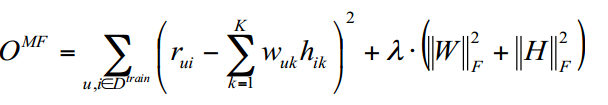 O^{MF} = \sum_{u,i \in D^{train}} \left( r_{ui} - \sum_{k=1}^{K} w_{uk} h_{ik} \right)^2 + \lambda \cdot \left( \|W\|_F^2 + \|H\|_F^2 \right)